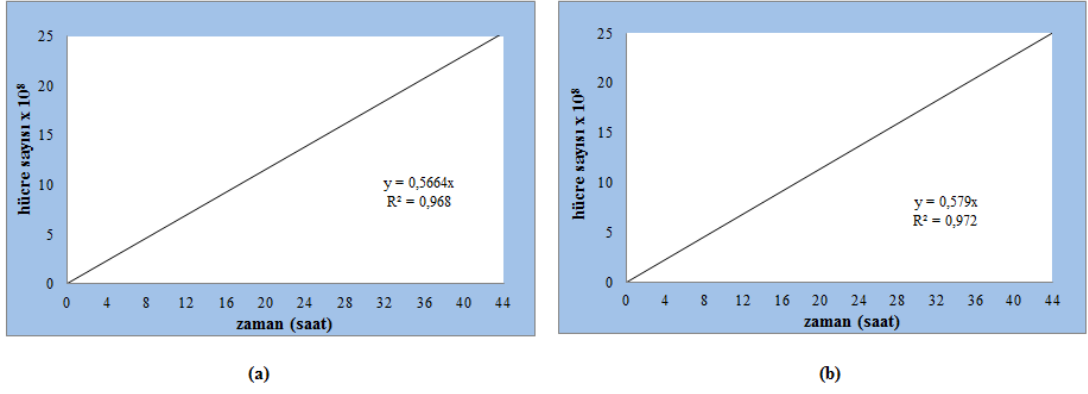 25
20
15
10
5
0
hücre sayısı x 10⁸
y = 0,5664x
R² = 0,968
0 4 8 12 16 20 24 28 32 36 40 44
zaman (saat)
(a)
25
20
15
10
5
0
hücre sayısı x 10⁸
y = 0,579x
R² = 0,972
0 4 8 12 16 20 24 28 32 36 40 44
zaman (saat)
(b)